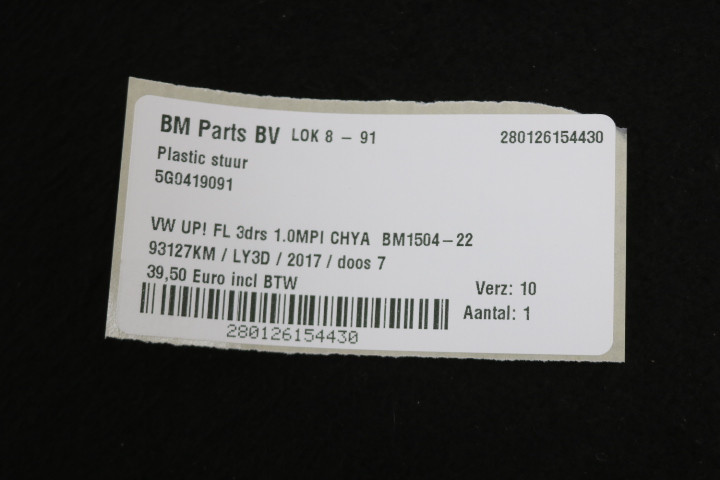 BM Parts BV LOK 8 - 91 280126154430
Plastic stuur
5G0419091
VW UP! FL 3drs 1.0MPI CHYA BM1504-22
93127KM / LY3D / 2017 / doos 7
39,50 Euro incl BTW
Verz: 10
Aantal: 1
280126154430